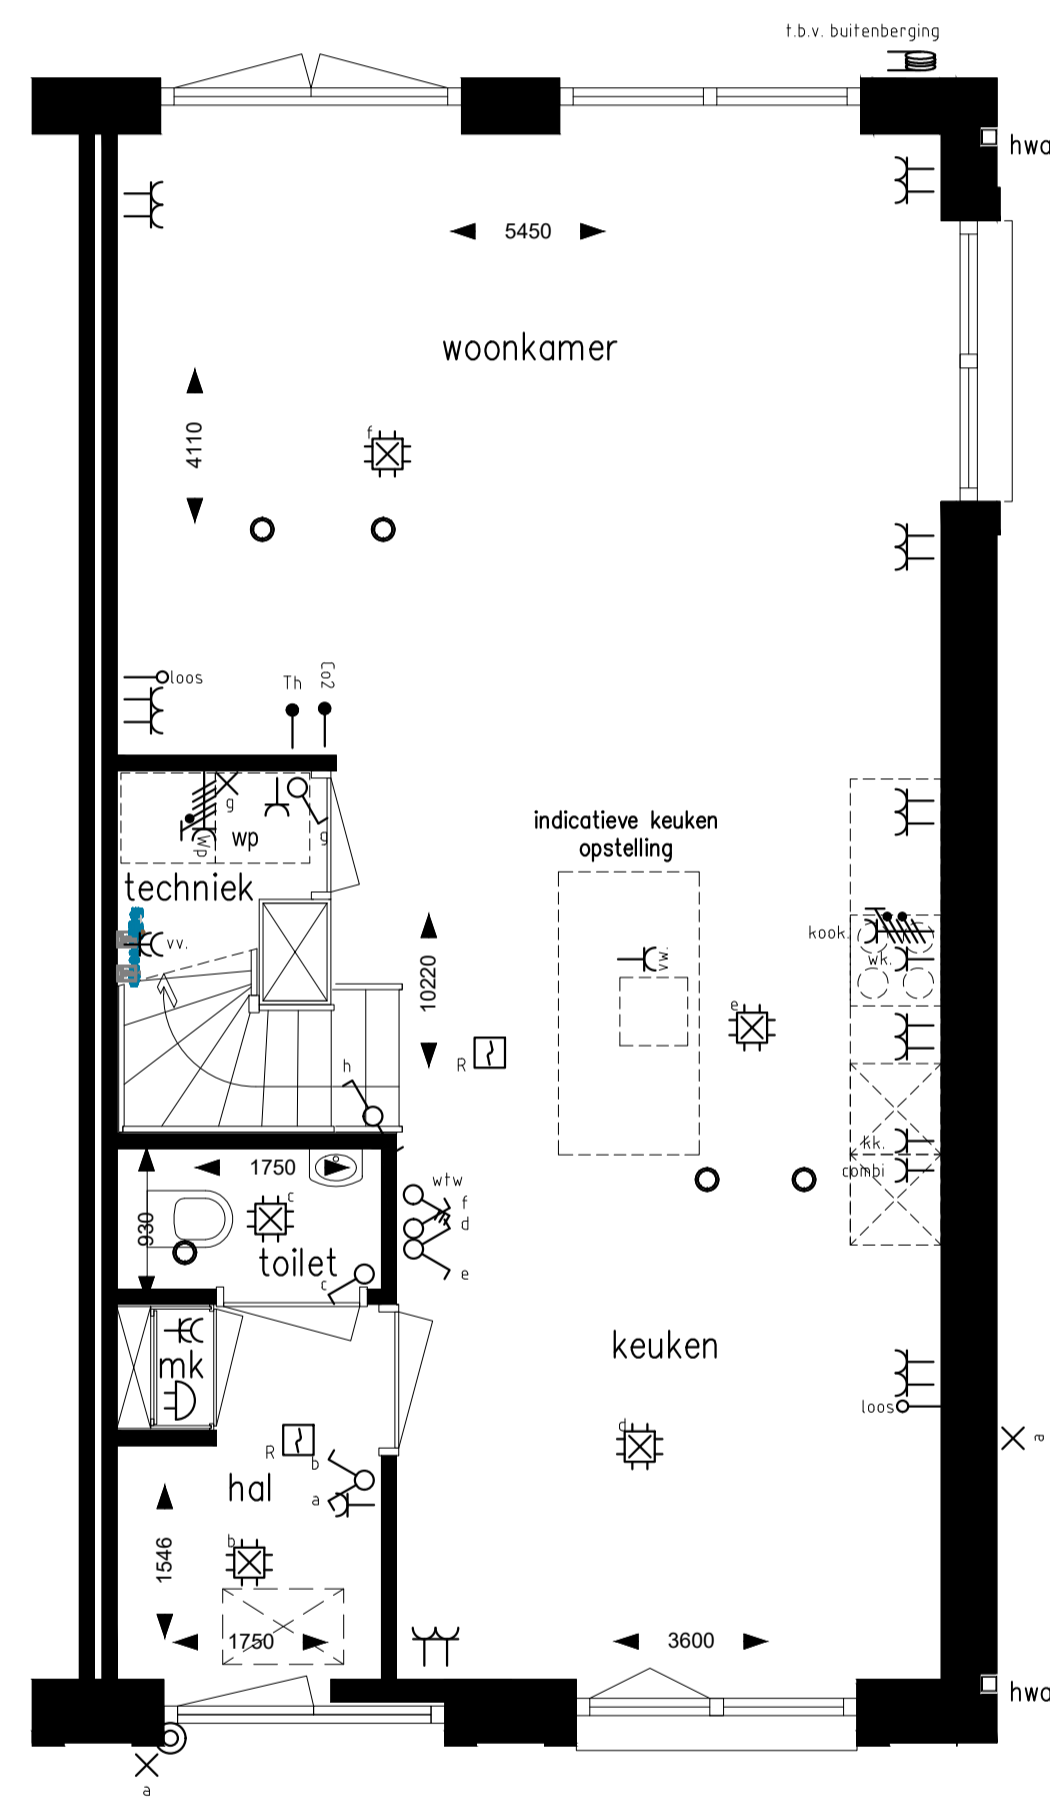 t.b.v. buitenberging
hwa
5450
woonkamer
4110
f
loos
Th
Co2
g
wp
Wp
g
techniek
vv.
indicatieve keuken
opstelling
kook.
wk.
vw.
10220
e
R
h
kk.
combi
1750
c
930
toilet
c
wtw
f
d
e
mk
keuken
loos
d
a
R
b
a
hal
b
1546
1750
3600
hwa
a